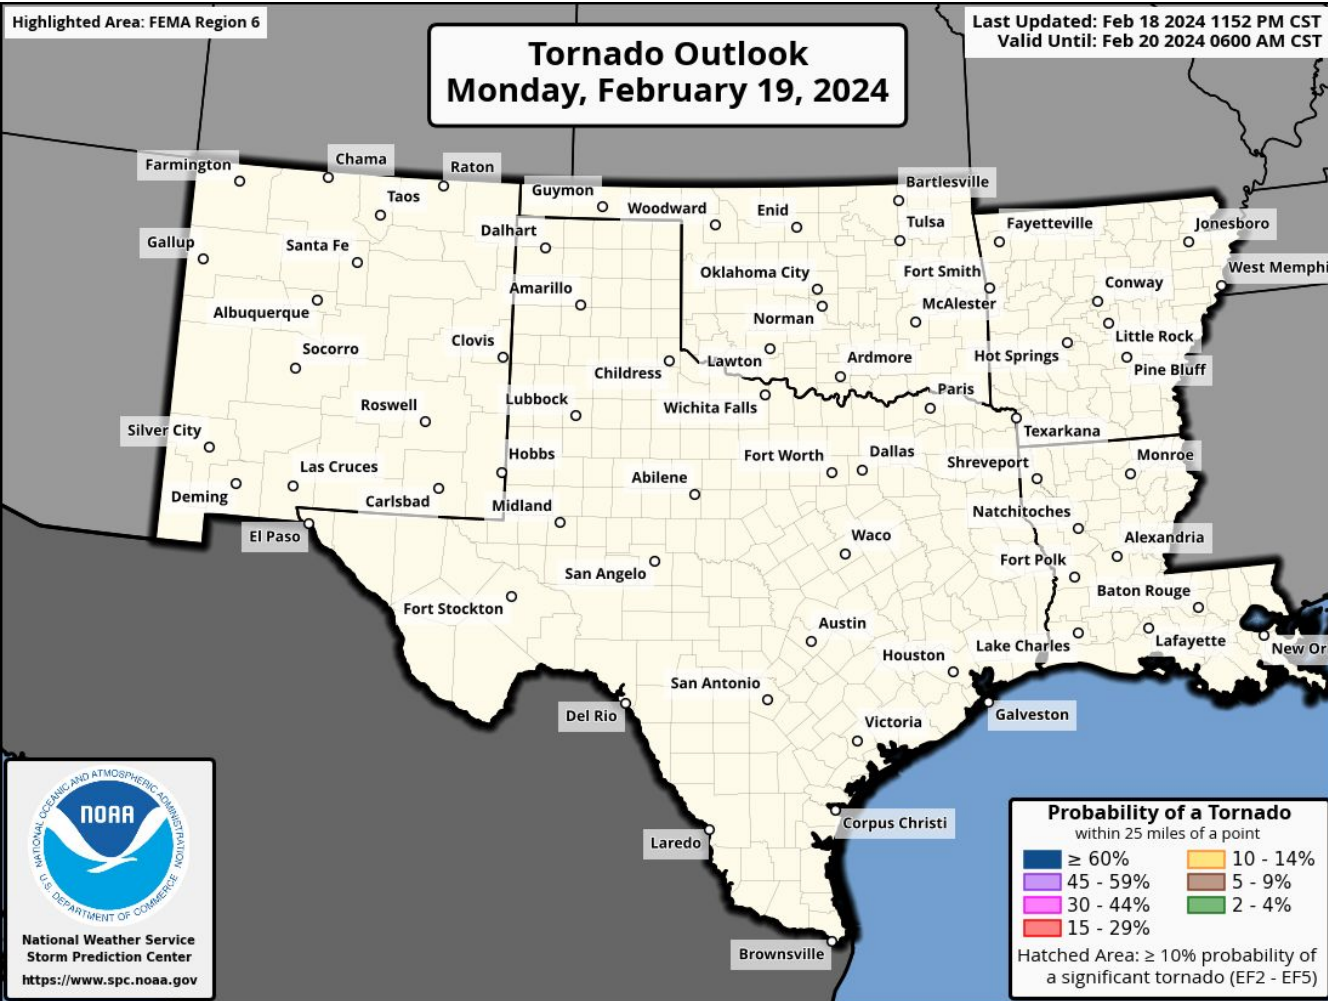 Highlighted Area: FEMA Region 6
Last Updated: Feb 18 2024 1152 PM CST
Valid Until: Feb 20 2024 0600 AM CST
Tornado Outlook
Monday, February 19, 2024
Farmington
Chama
Raton
Taos
Guymon
Woodward
Enid
Bartlesville
Tulsa
Fayetteville
Jonesboro
Gallup
Santa Fe
Dalhart
Oklahoma City
Fort Smith
West Memphi
Conway
Amarillo
McAlester
Albuquerque
Norman
Little Rock
Socorro
Clovis
Childress
Lawton
Ardmore
Hot Springs
Pine Bluff
Roswell
Lubbock
Wichita Falls
Paris
Texarkana
Silver City
Las Cruces
Hobbs
Abilene
Fort Worth
Dallas
Shreveport
Monroe
Deming
Carlsbad
Midland
Natchitoches
El Paso
Waco
Alexandria
San Angelo
Fort Polk
Fort Stockton
Baton Rouge
Austin
Lake Charles
Lafayette
New Or
Houston
San Antonio
Del Rio
Victoria
Galveston
Corpus Christi
Laredo
Brownsville
NATIONAL OCEANIC AND ATMOSPHERIC ADMINISTRATION
NOAA
U.S. DEPARTMENT OF COMMERCE
National Weather Service
Storm Prediction Center
https://www.spc.noaa.gov
Probability of a Tornado
within 25 miles of a point
≥ 60%
10 - 14%
45 - 59%
5 - 9%
30 - 44%
2 - 4%
15 - 29%
Hatched Area: ≥ 10% probability of
a significant tornado (EF2 - EF5)